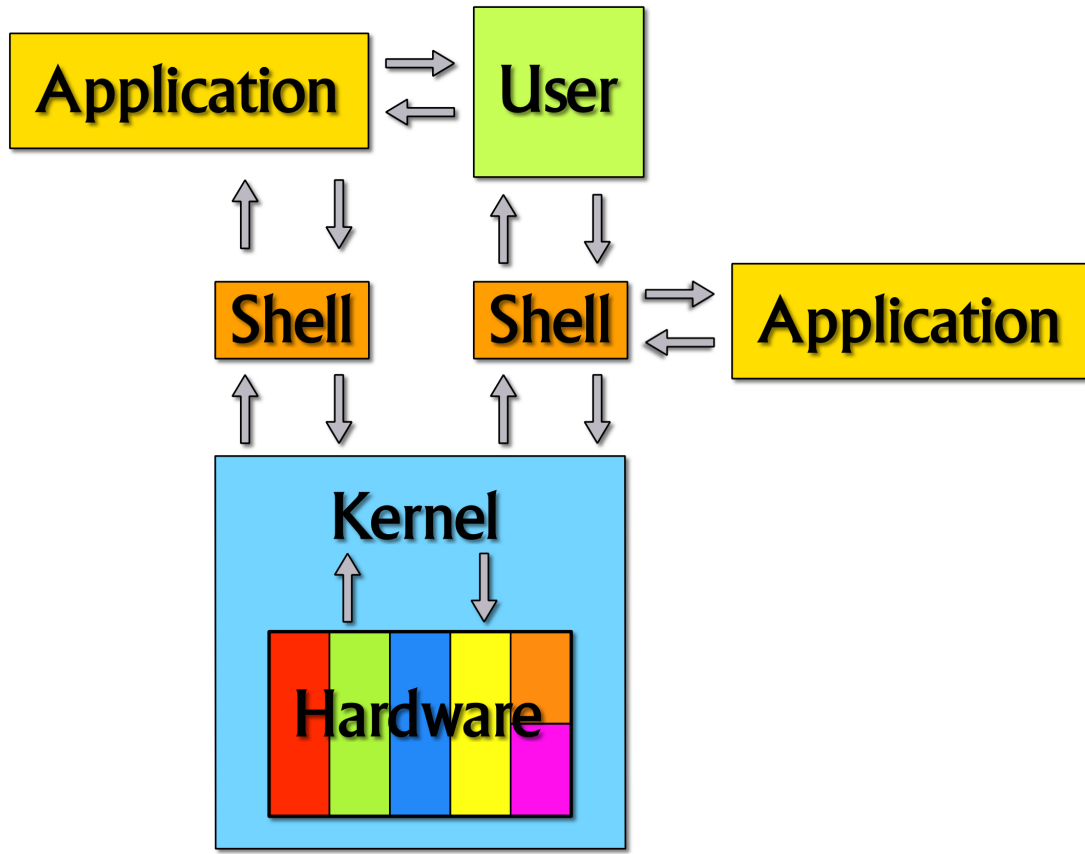 Application
User
Shell
Shell
Application
Kernel
Hardware